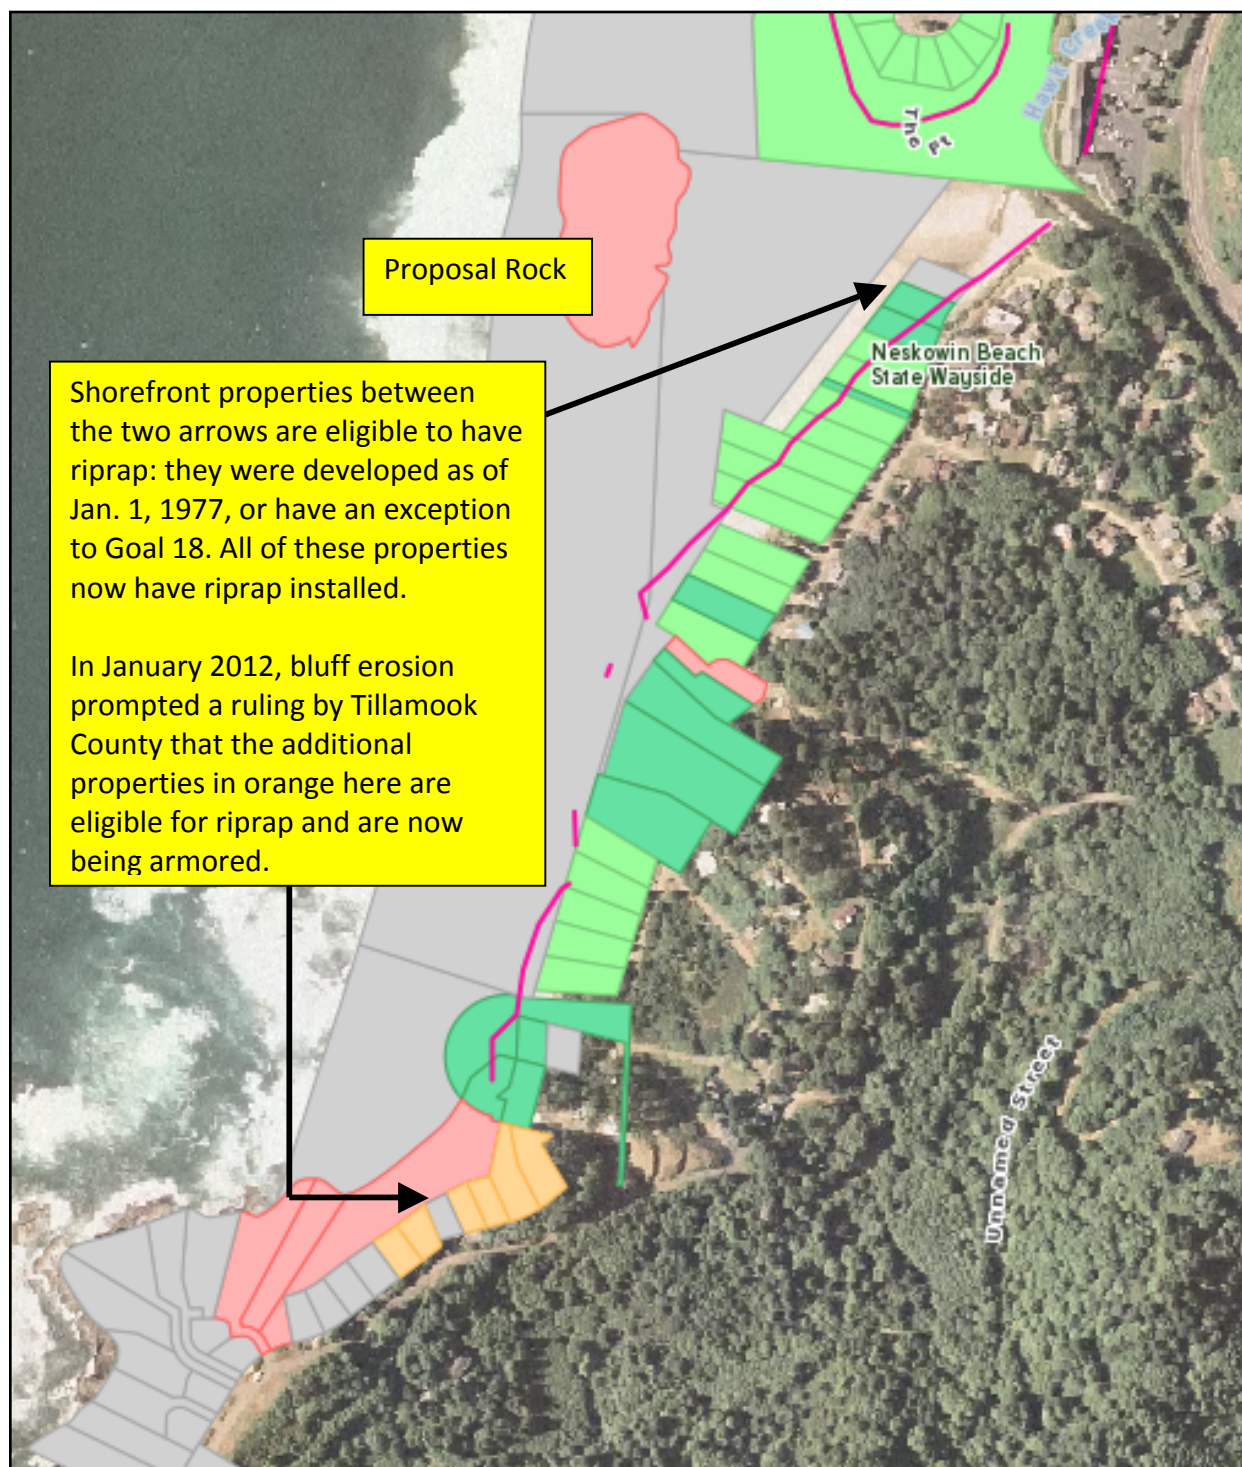 Hawk Creek
The Pt
Proposal Rock
Neskowin Beach
State Wayside
Shorefront properties between
the two arrows are eligible to have
riprap: they were developed as of
Jan. 1, 1977, or have an exception
to Goal 18. All of these properties
now have riprap installed.
In January 2012, bluff erosion
prompted a ruling by Tillamook
County that the additional
properties in orange here are
eligible for riprap and are now
being armored.
Unnamed Street